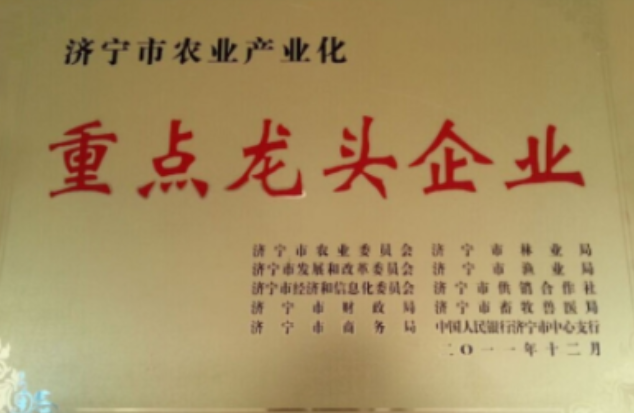 济宁市农业产业化
重点龙头企业
济宁市农业委员会 济宁市林业局
济宁市发展和改革委员会 济宁市渔业局
济宁市经济和信息化委员会 济宁市供销合作社
济宁市财政局 济宁市畜牧兽医局
济宁市商务局 中国人民银行济宁市中心支行
二〇一一年十二月